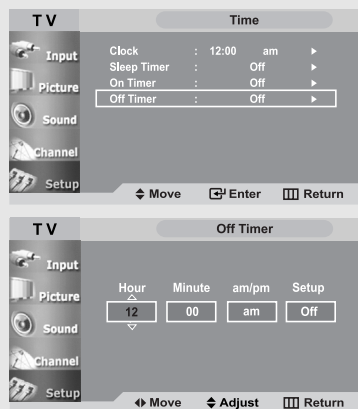 TV
Time
Input
Picture
Sound
Channel
Setup
Clock : 12:00 am ►
Sleep Timer : Off ►
On Timer : Off ►
Off Timer : Off ►
Move Enter Return
TV
Off Timer
Input
Picture
Sound
Channel
Setup
Hour Minute am/pm Setup
12 00 am Off
Move Adjust Return